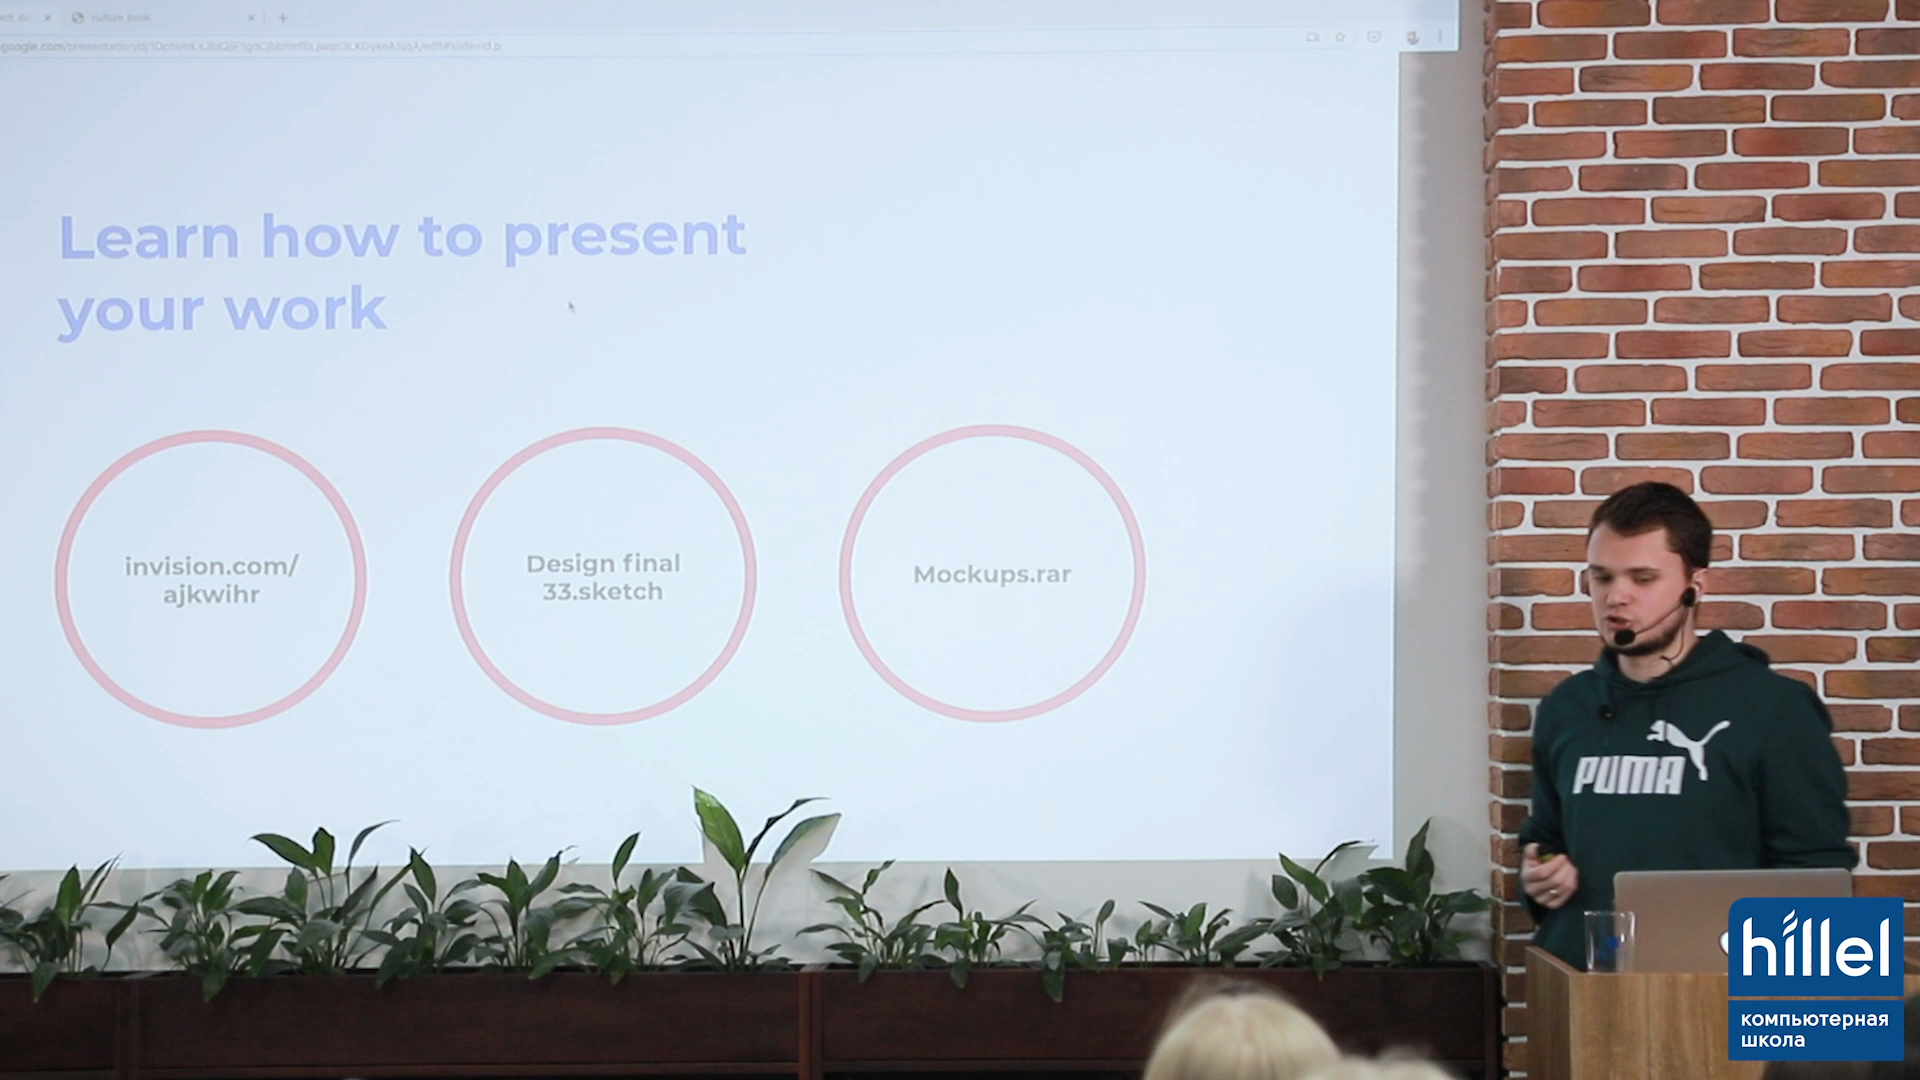 culture_book
Learn how to present
your work
invision.com/
ajkwihr
Design final
33.sketch
Mockups.rar
PUMA
hillel
компьютерная
школа